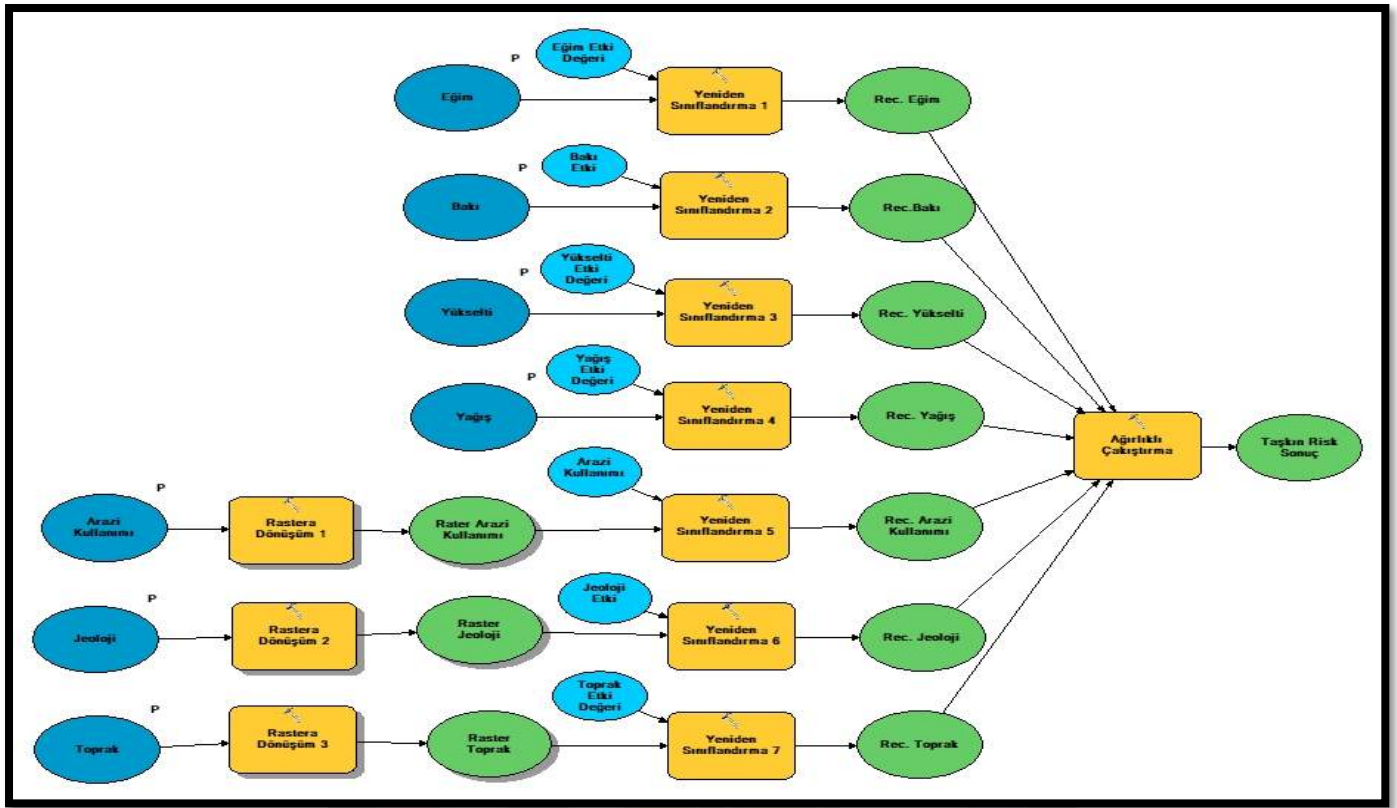 P
Eğim Etki
Değeri
Eğim
Yeniden
Sınıflandırma 1
Rec. Eğim
P
Bakı
Etki
Bakı
Yeniden
Sınıflandırma 2
Rec.Bakı
P
Yükselti
Etki
Değeri
Yükselti
Yeniden
Sınıflandırma 3
Rec. Yükselti
P
Yağış
Etki
Değeri
Yağış
Yeniden
Sınıflandırma 4
Rec. Yağış
Ağırlıklı
Çakıştırma
Taşkın Risk
Sonuç
P
Arazi
Kullanımı
Rastera
Dönüşüm 1
Rater Arazi
Kullanımı
Arazi
Kullanımı
Yeniden
Sınıflandırma 5
Rec. Arazi
Kullanımı
P
Jeoloji
Rastera
Dönüşüm 2
Raster
Jeoloji
Jeoloji
Etki
Yeniden
Sınıflandırma 6
Rec. Jeoloji
P
Toprak
Rastera
Dönüşüm 3
Raster
Toprak
Toprak
Etki
Değeri
Yeniden
Sınıflandırma 7
Rec. Toprak